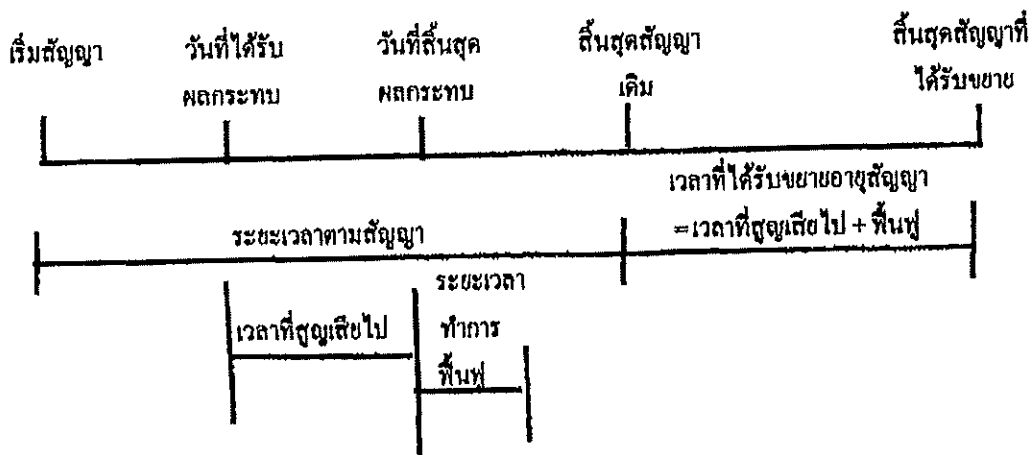 เริ่มสัญญา
วันที่ได้รับ
ผลกระทบ
วันที่สิ้นสุด
ผลกระทบ
สิ้นสุดสัญญา
เดิม
สิ้นสุดสัญญาที่
ได้รับขยาย
เวลาที่ได้รับขยายอายุสัญญา
=เวลาที่สูญเสียไป + ฟื้นฟู
ระยะเวลาตามสัญญา
เวลาที่สูญเสียไป
ระยะเวลา
ทำการ
ฟื้นฟู